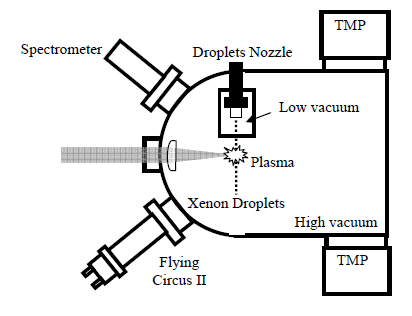 TMP
Spectrometer
Droplets Nozzle
Low vacuum
Plasma
Xenon Droplets
High vacuum
Flying
Circus II
TMP